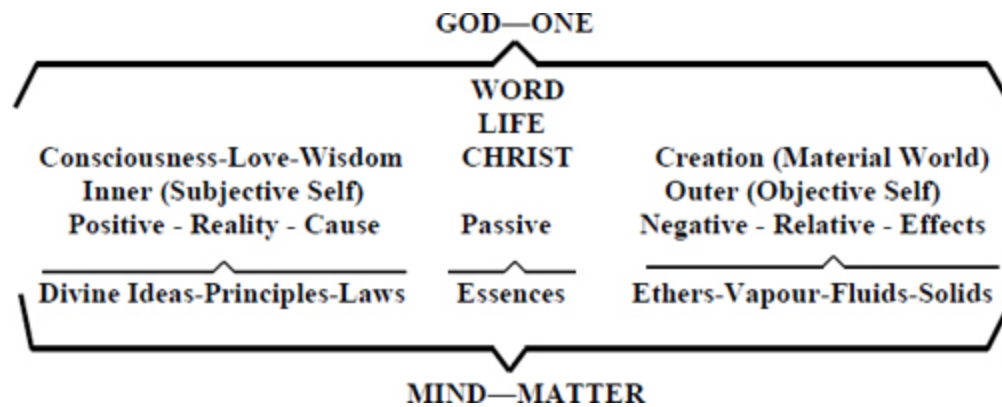 GOD—ONE
WORD
LIFE
Consciousness-Love-Wisdom CHRIST Creation (Material World)
Inner (Subjective Self) Outer (Objective Self)
Positive - Reality - Cause Passive Negative - Relative - Effects
Divine Ideas-Principles-Laws Essences Ethers-Vapour-Fluids-Solids
MIND—MATTER